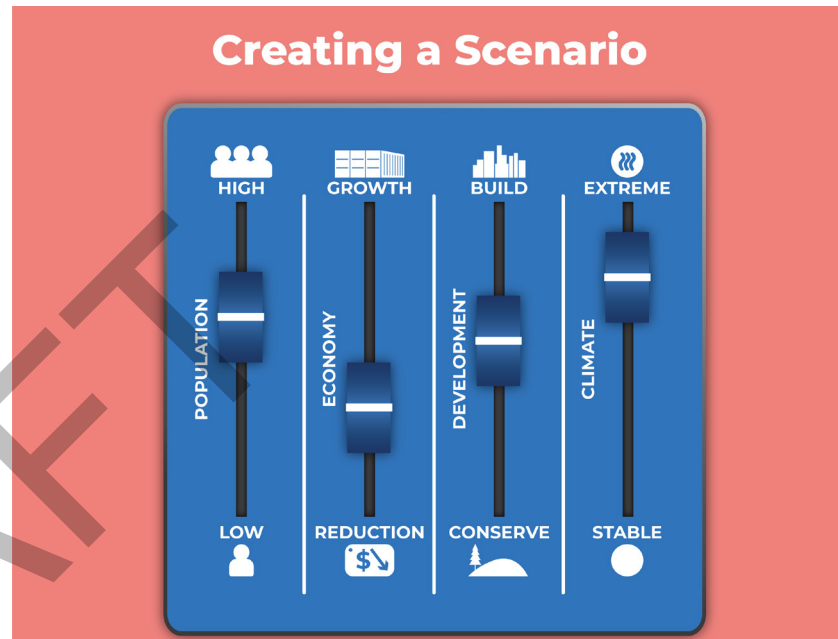 Creating a Scenario
HIGH
GROWTH
BUILD
EXTREME
POPULATION
ECONOMY
DEVELOPMENT
CLIMATE
LOW
REDUCTION
CONSERVE
STABLE
$